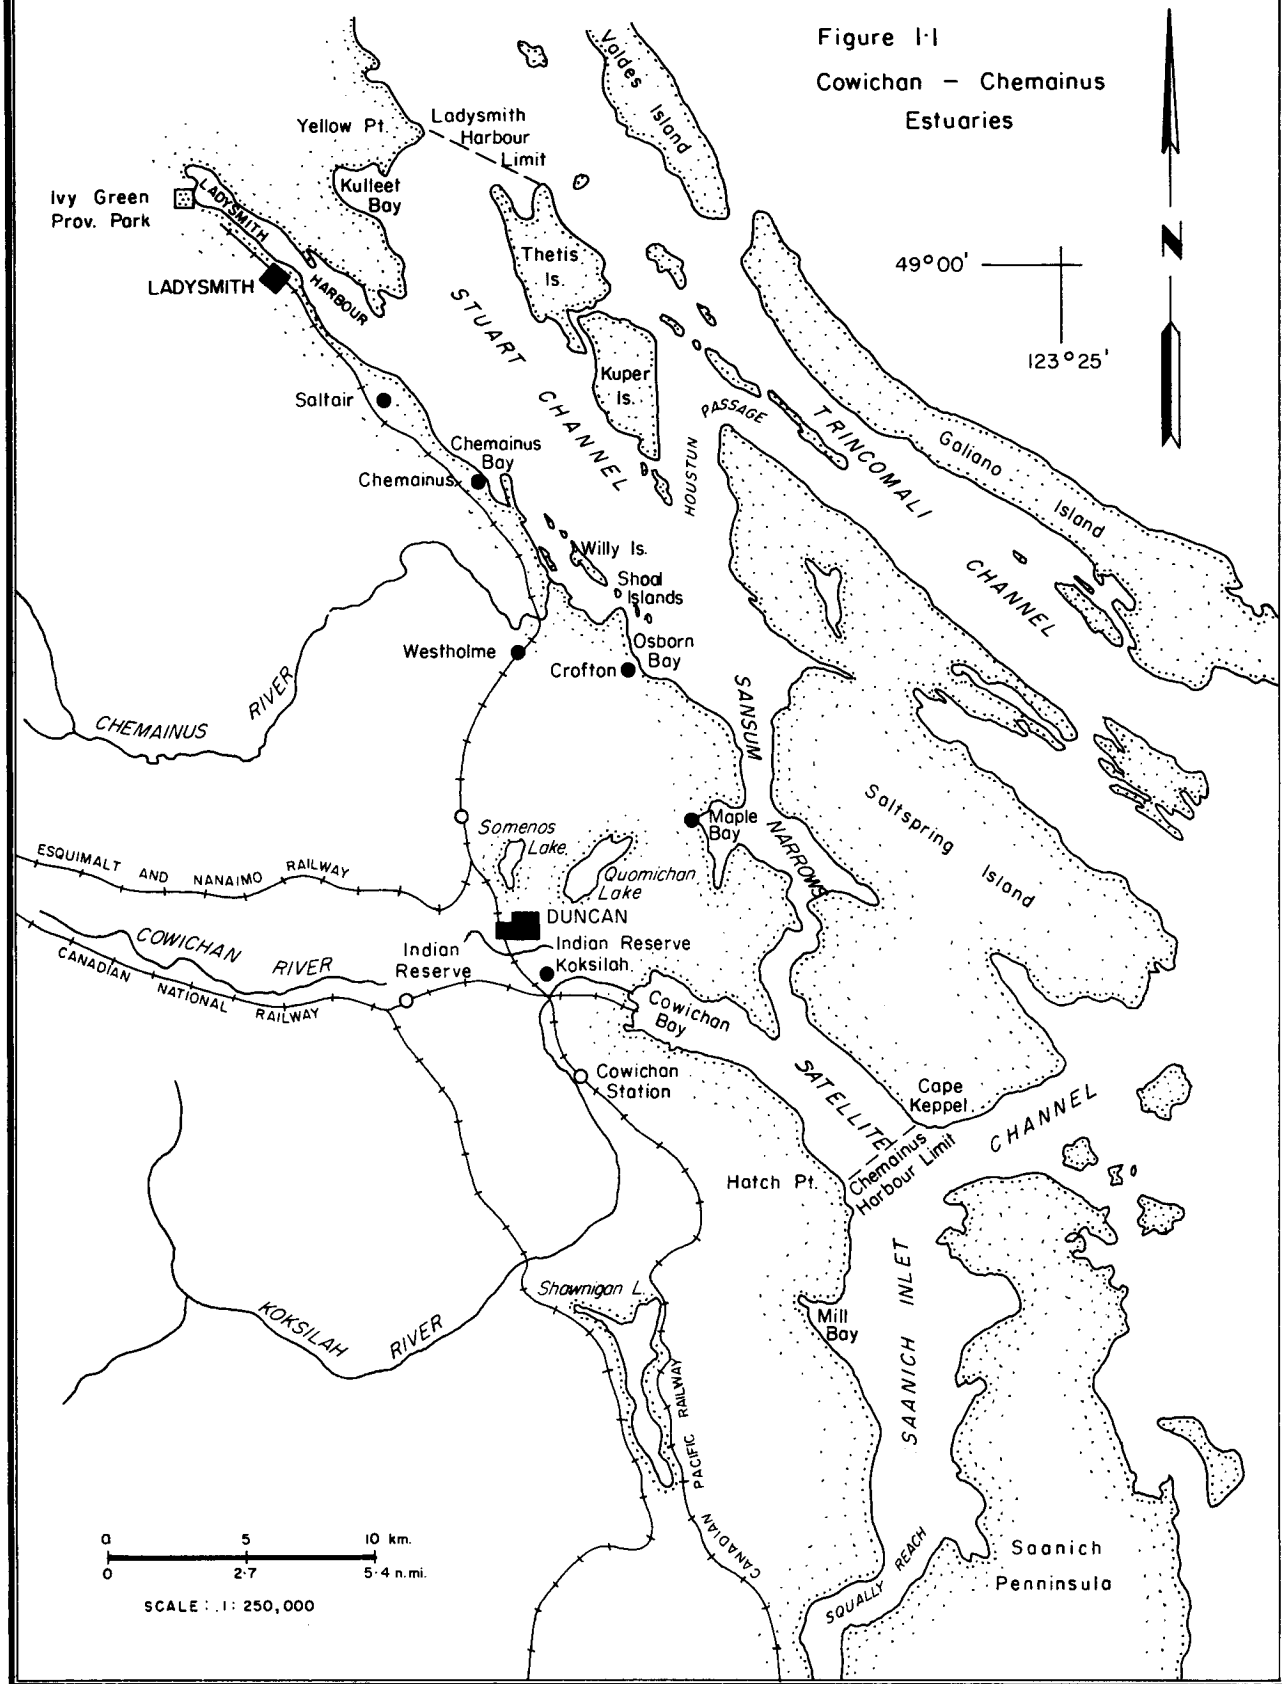 Figure 1·1
Cowichan – Chemainus
Estuaries
Valdes
Island
Yellow Pt.
Ladysmith
Harbour
Limit
Ivy Green
Prov. Park
LADYSMITH
HARBOUR
Kulleet
Bay
LADYSMITH
Thetis
Is.
N
49°00'
123°25'
STUART
CHANNEL
Kuper
Is.
Saltair
PASSAGE
HOUSTUN
TRINCOMALI
CHANNEL
Galiano
Island
Chemainus
Bay
Chemainus
Willy Is.
Shoal
Islands
Osborn
Bay
Westholme
Crofton
CHEMAINUS
RIVER
SANSUM
NARROWS
Saltspring
Island
Maple
Bay
Somenos
Lake
Quomichan
Lake
ESQUIMALT AND NANAIMO RAILWAY
DUNCAN
Indian Reserve
Koksilah
Indian
Reserve
COWICHAN
RIVER
CANADIAN
NATIONAL
RAILWAY
Cowichan
Bay
Cowichan
Station
SATELLITE
CHANNEL
Cape
Keppel
Chemainus
Harbour Limit
Hatch Pt.
Shawnigan L.
Mill
Bay
SAANICH INLET
KOKSILAH
RIVER
CANADIAN
PACIFIC RAILWAY
SQUALLY REACH
Saanich
Penninsula
0 5 10 km.
0 2·7 5·4 n.mi.
SCALE : 1 : 250,000